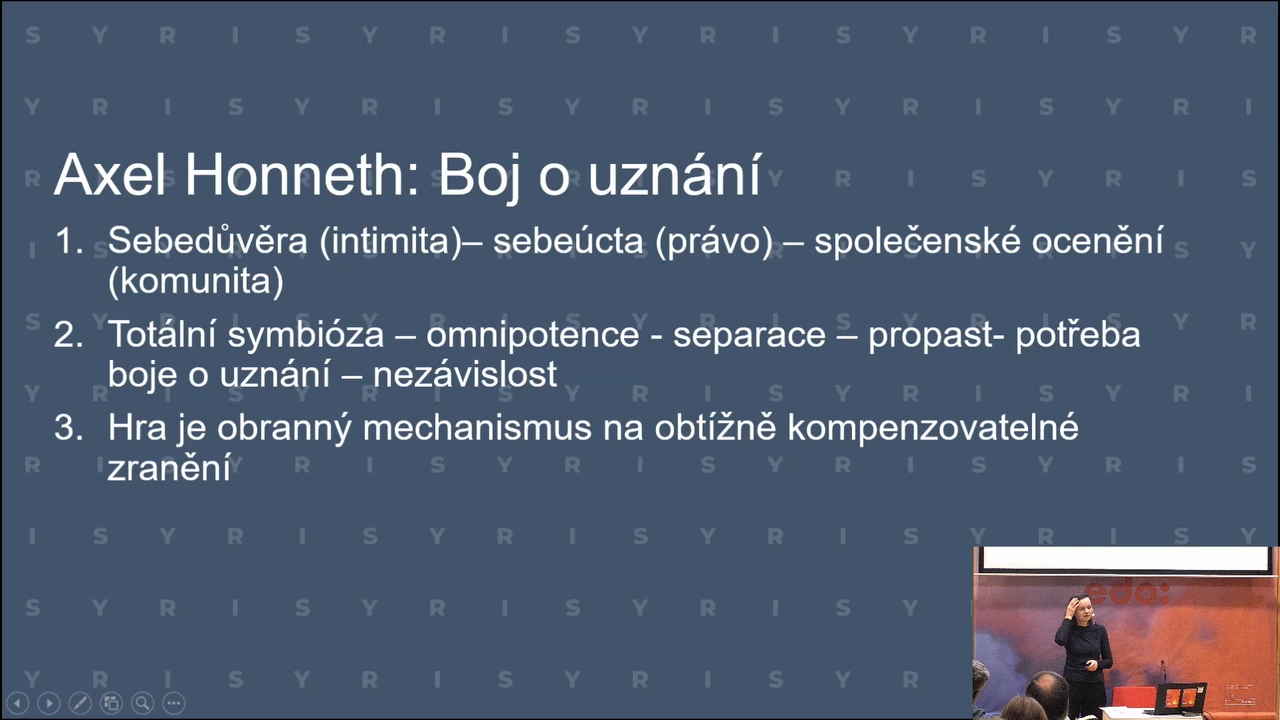 S Y R I S Y R I S Y R I S Y R I S Y R
Y R I S Y R I S Y R I S Y R I S Y R I
Axel Honneth: Boj o uznání
1. Sebedůvěra (intimita)– sebeúcta (právo) – společenské ocenění
(komunita)
2. Totální symbióza – omnipotence - separace – propast- potřeba
boje o uznání – nezávislost
3. Hra je obranný mechanismus na obtížně kompenzovatelné
zranění
I S Y R I S Y R I S Y R I S Y R I S Y
S Y R I S Y R I S Y R I S Y
Y R I S Y R I S Y R I S Y R
edo: